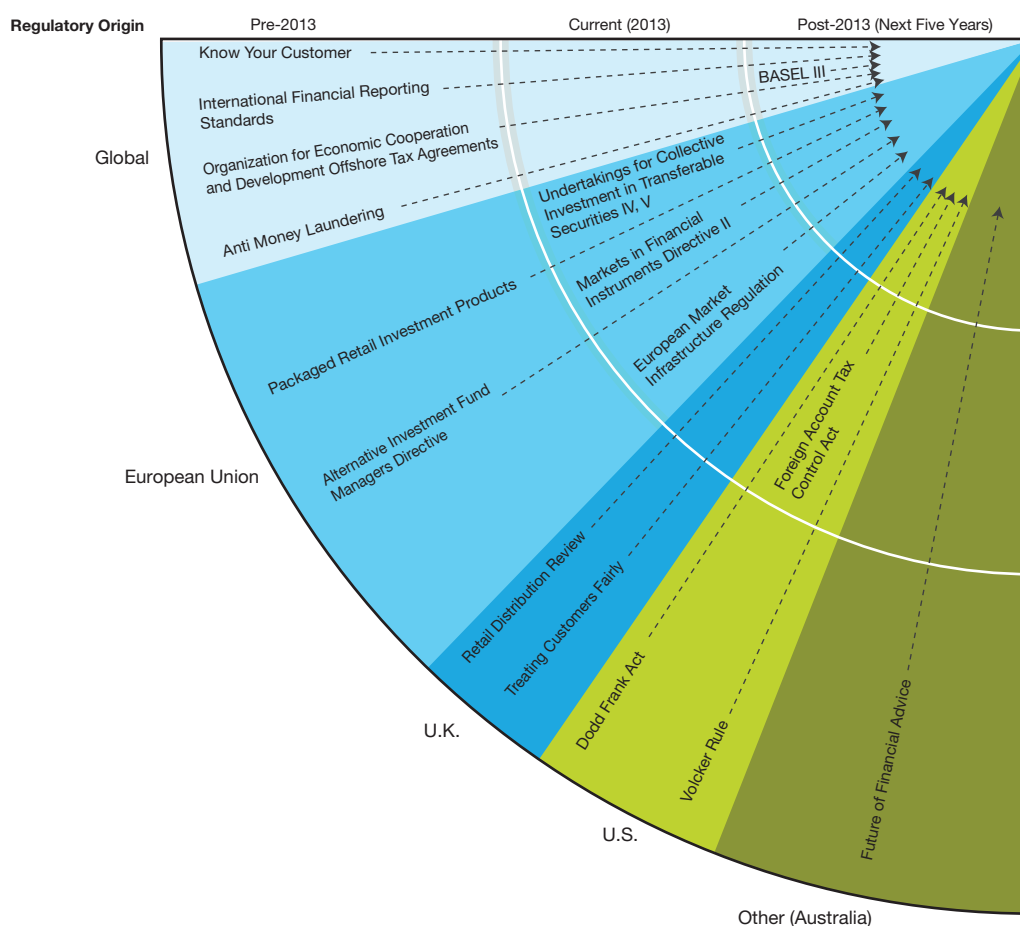 Regulatory Origin
Pre-2013
Current (2013)
Post-2013 (Next Five Years)
Global
Know Your Customer
International Financial Reporting
Standards
Organization for Economic Cooperation
and Development Offshore Tax Agreements
Anti Money Laundering
BASEL III
European Union
Packaged Retail Investment Products
Alternative Investment Fund
Managers Directive
Undertakings for Collective
Investment in Transferable
Securities IV, V
Markets in Financial
Instruments Directive II
European Market
Infrastructure Regulation
U.K.
Retail Distribution Review
Treating Customers Fairly
U.S.
Dodd Frank Act
Volcker Rule
Foreign Account Tax
Control Act
Other (Australia)
Future of Financial Advice